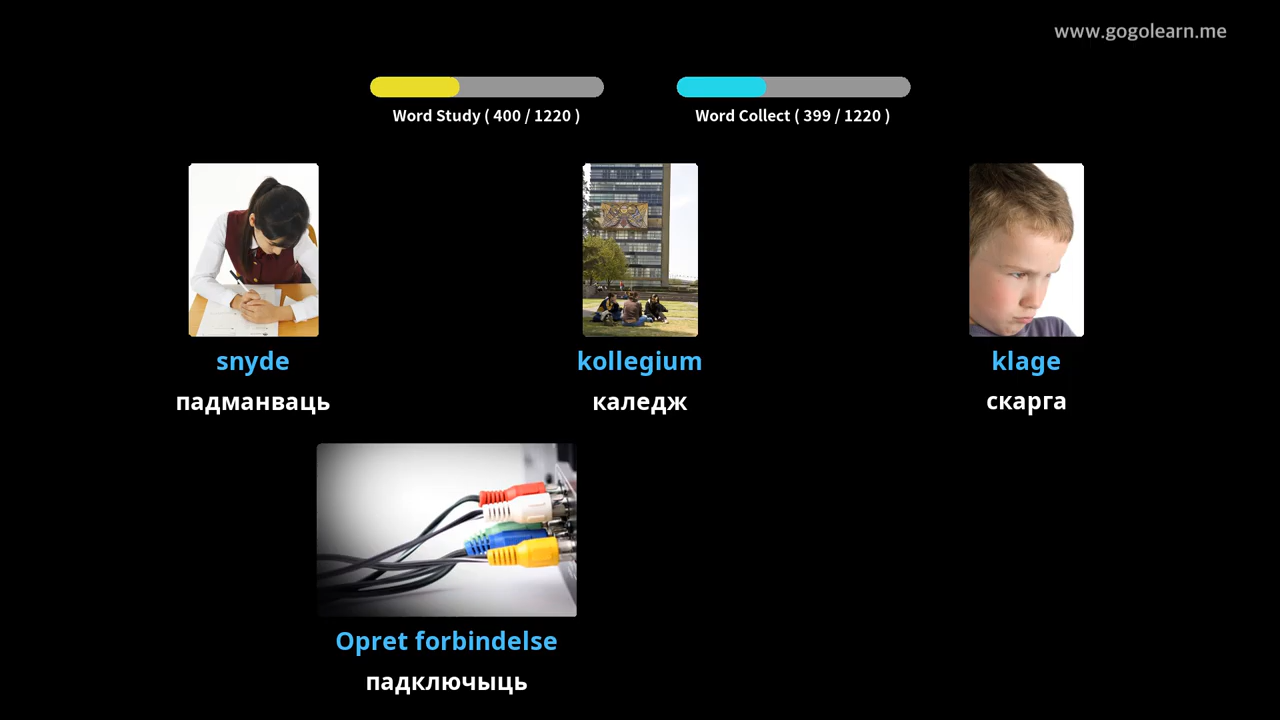 www.gogolearn.me
Word Study ( 400 / 1220 )
Word Collect ( 399 / 1220 )
snyde
падманваць
kollegium
каледж
klage
скарга
Opret forbindelse
падключыць